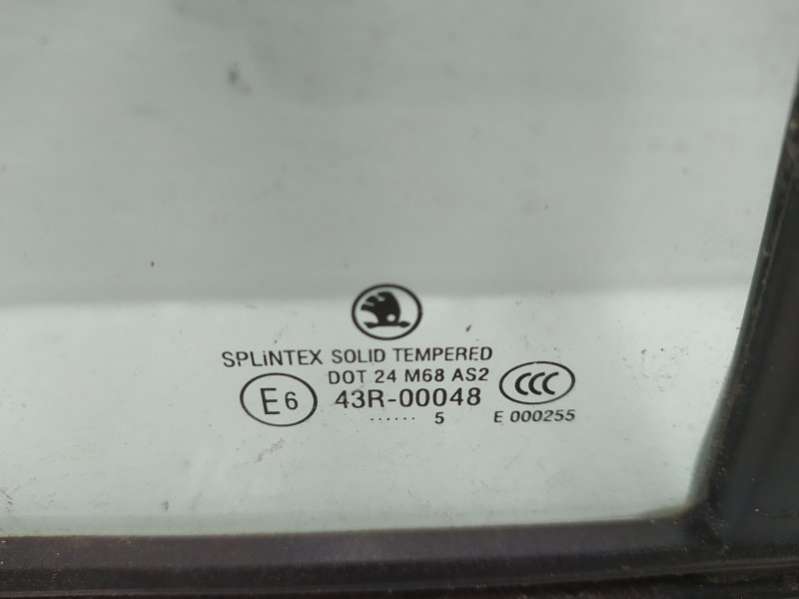 SPLiNTEX SOLID TEMPERED
DOT 24 M68 AS2
E6 43R-00048 CCC
...... 5 E 000255